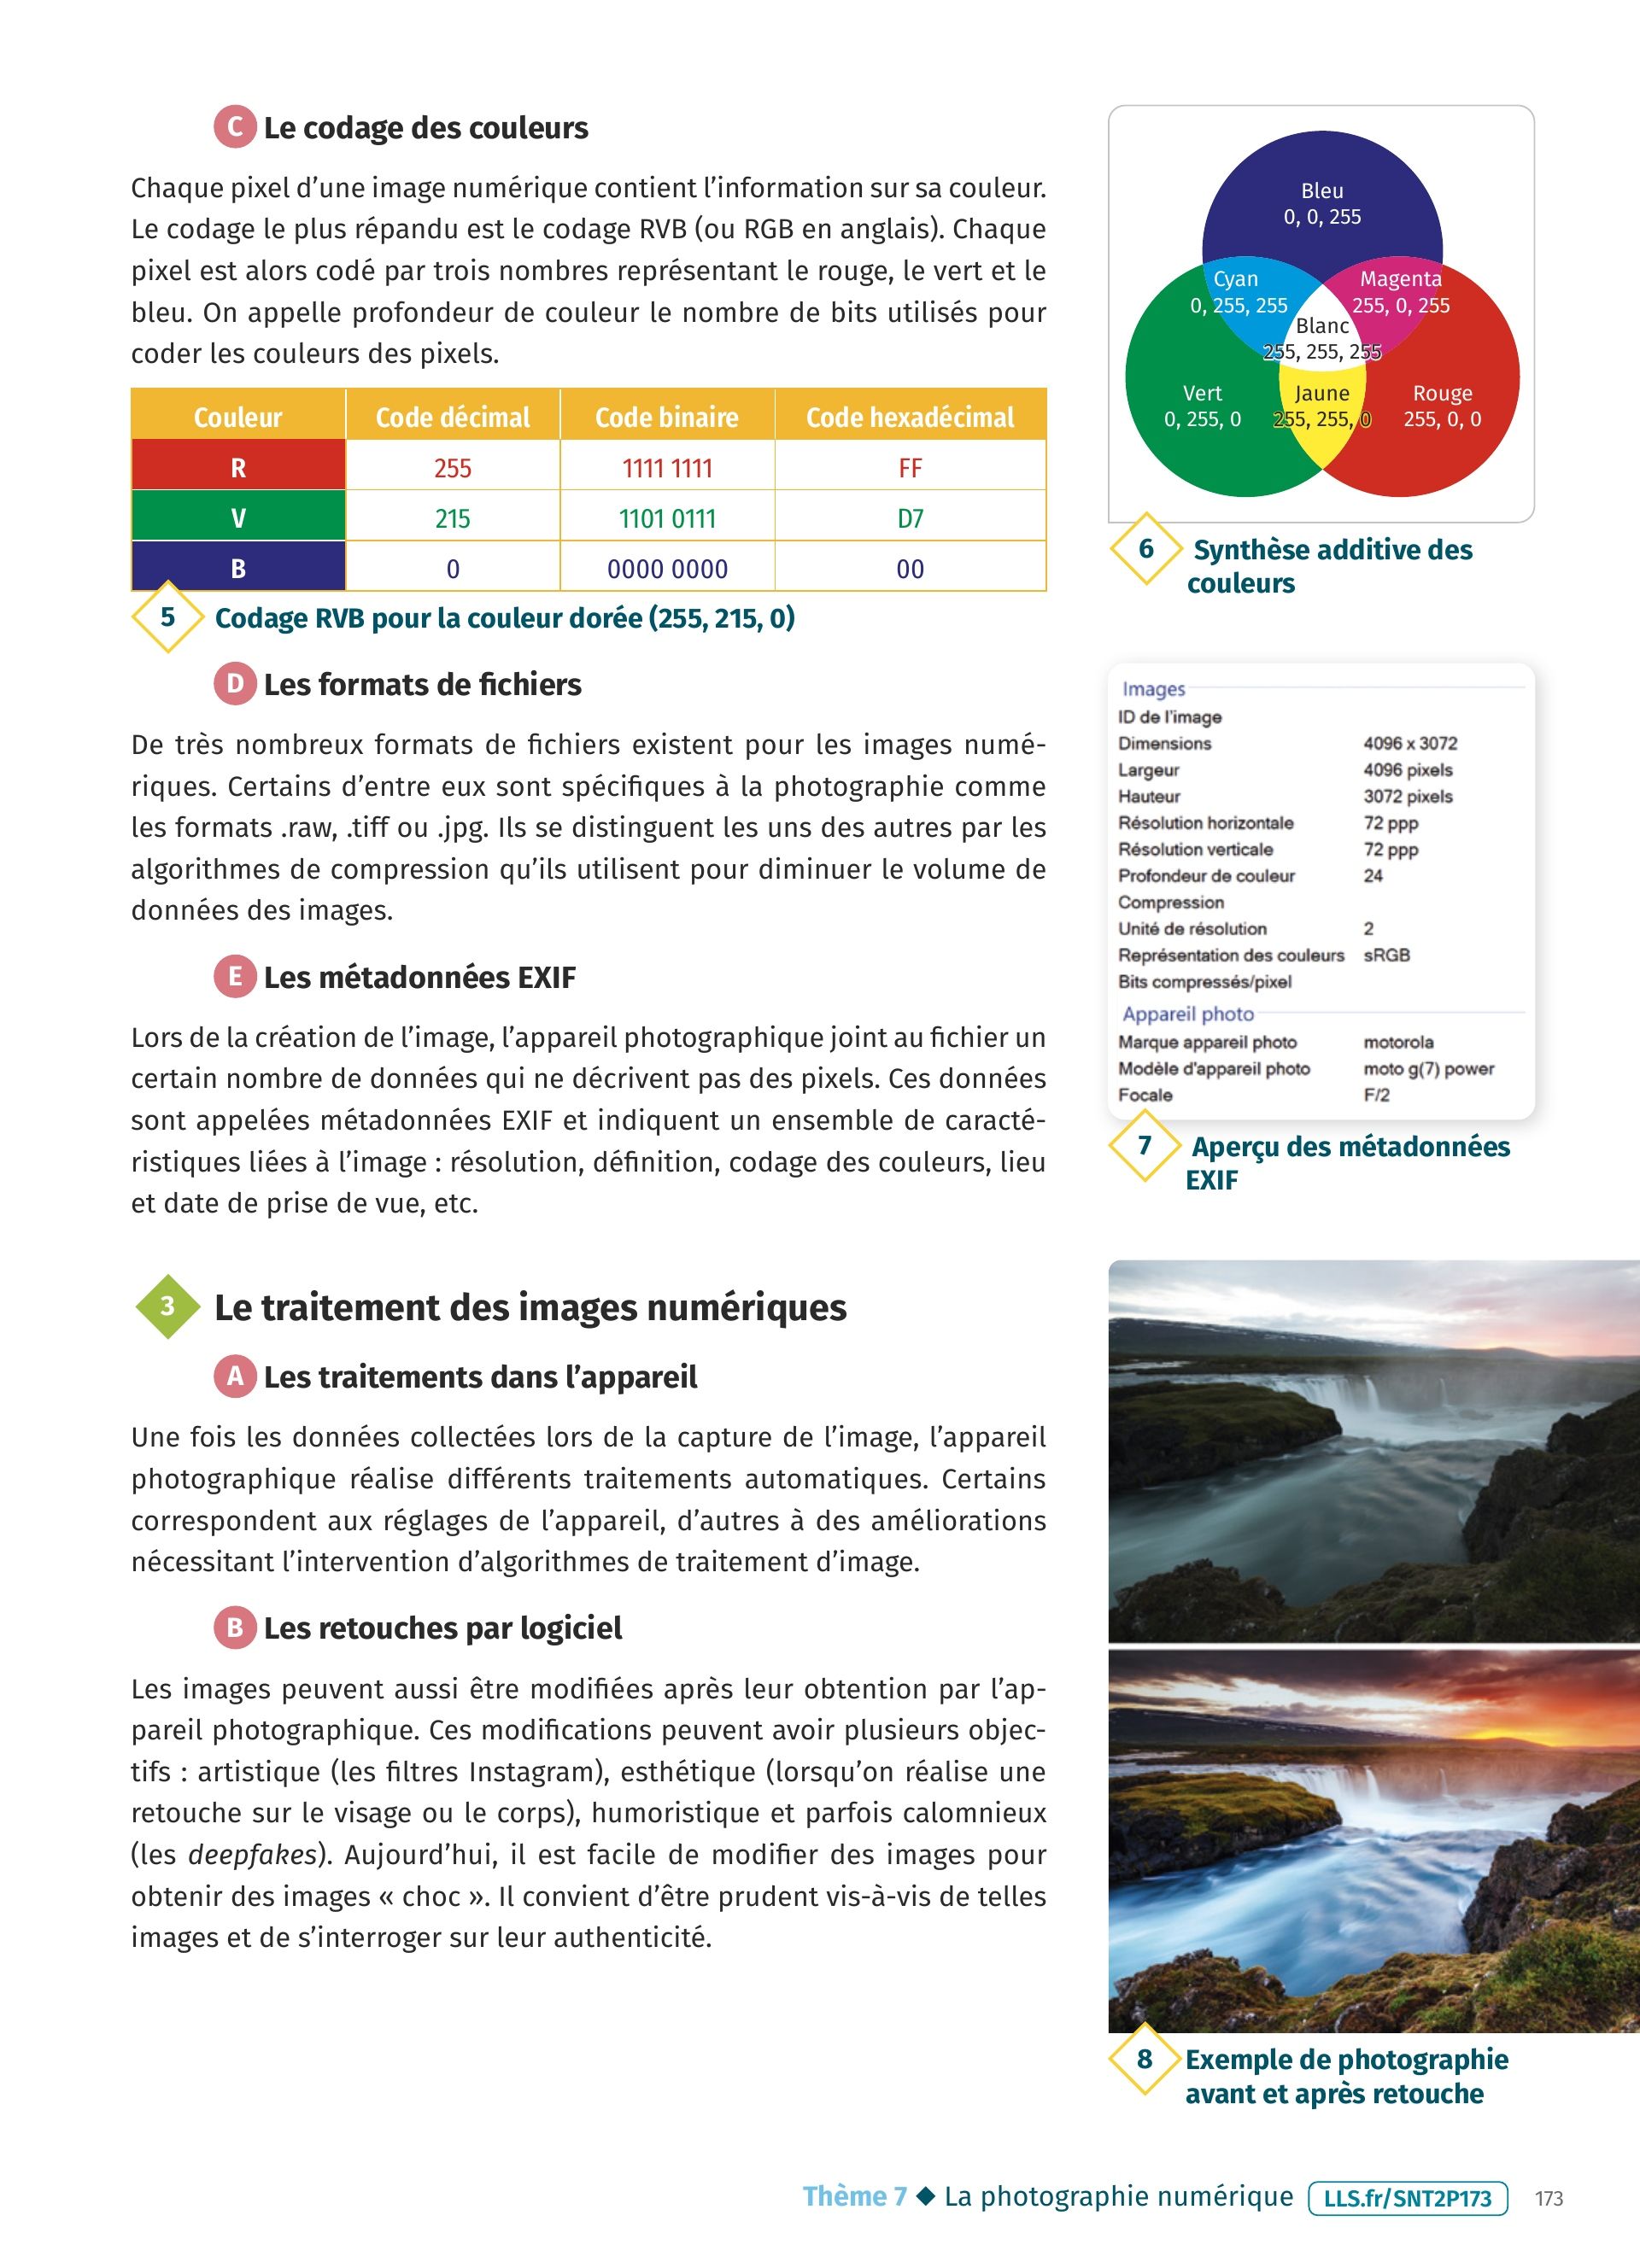 C Le codage des couleurs
Chaque pixel d’une image numérique contient l’information sur sa couleur.
Le codage le plus répandu est le codage RVB (ou RGB en anglais). Chaque
pixel est alors codé par trois nombres représentant le rouge, le vert et le
bleu. On appelle profondeur de couleur le nombre de bits utilisés pour
coder les couleurs des pixels.
Couleur Code décimal Code binaire Code hexadécimal
R 255 1111 1111 FF
V 215 1101 0111 D7
B 0 0000 0000 00
5 Codage RVB pour la couleur dorée (255, 215, 0)
D Les formats de fichiers
De très nombreux formats de fichiers existent pour les images numé-
riques. Certains d’entre eux sont spécifiques à la photographie comme
les formats .raw, .tiff ou .jpg. Ils se distinguent les uns des autres par les
algorithmes de compression qu’ils utilisent pour diminuer le volume de
données des images.
E Les métadonnées EXIF
Lors de la création de l’image, l’appareil photographique joint au fichier un
certain nombre de données qui ne décrivent pas des pixels. Ces données
sont appelées métadonnées EXIF et indiquent un ensemble de caracté-
ristiques liées à l’image : résolution, définition, codage des couleurs, lieu
et date de prise de vue, etc.
3 Le traitement des images numériques
A Les traitements dans l’appareil
Une fois les données collectées lors de la capture de l’image, l’appareil
photographique réalise différents traitements automatiques. Certains
correspondent aux réglages de l’appareil, d’autres à des améliorations
nécessitant l’intervention d’algorithmes de traitement d’image.
B Les retouches par logiciel
Les images peuvent aussi être modifiées après leur obtention par l’ap-
pareil photographique. Ces modifications peuvent avoir plusieurs objec-
tifs : artistique (les filtres Instagram), esthétique (lorsqu’on réalise une
retouche sur le visage ou le corps), humoristique et parfois calomnieux
(les deepfakes). Aujourd’hui, il est facile de modifier des images pour
obtenir des images « choc ». Il convient d’être prudent vis-à-vis de telles
images et de s’interroger sur leur authenticité.
Bleu
0, 0, 255
Cyan
0, 255, 255
Magenta
255, 0, 255
Blanc
255, 255, 255
Vert
0, 255, 0
Jaune
255, 255, 0
Rouge
255, 0, 0
6 Synthèse additive des
couleurs
Images
ID de l'image
Dimensions 4096 x 3072
Largeur 4096 pixels
Hauteur 3072 pixels
Résolution horizontale 72 ppp
Résolution verticale 72 ppp
Profondeur de couleur 24
Compression
Unité de résolution 2
Représentation des couleurs sRGB
Bits compressés/pixel
Appareil photo
Marque appareil photo motorola
Modèle d'appareil photo moto g(7) power
Focale F/2
7 Aperçu des métadonnées
EXIF
8 Exemple de photographie
avant et après retouche
Thème 7 ◆ La photographie numérique LLS.fr/SNT2P173 173